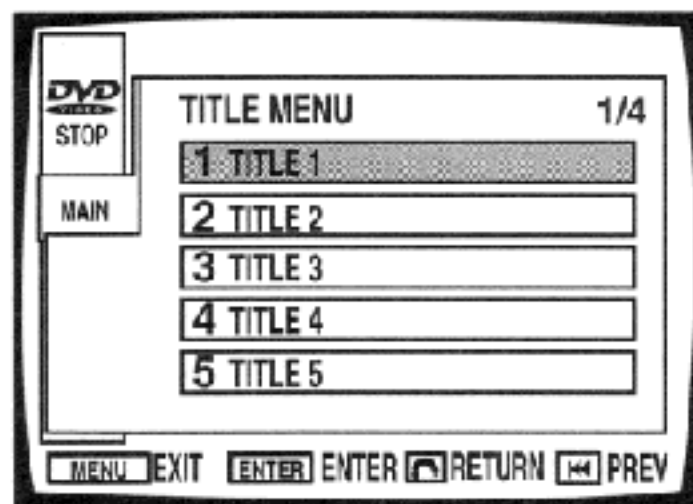 DVD
VIDEO
STOP
MAIN
TITLE MENU 1/4
1 TITLE 1
2 TITLE 2
3 TITLE 3
4 TITLE 4
5 TITLE 5
MENU EXIT ENTER ENTER RETURN PREV